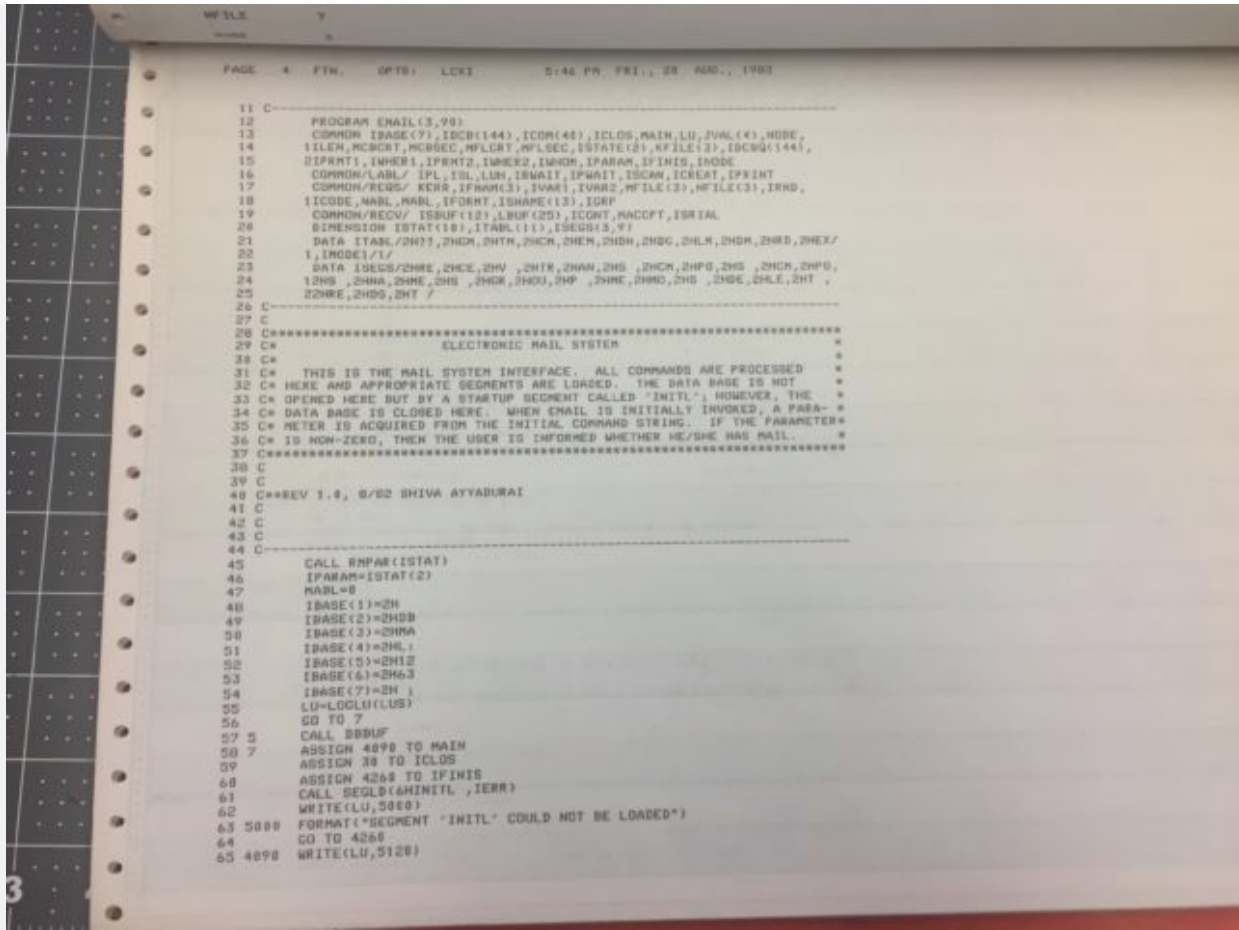 MFILE 7
PAGE 4 FTN. OPTS: LCXI 5:46 PM FRI., 28 AUG., 1983
11 C-----------------------------------------------------------------------
12 PROGRAM EMAIL(3,90)
13 COMMON IBASE(7),IDCB(144),ICOM(40),ICLOS,MAIN,LU,JVAL(4),NODE,
14 1ILEN,MCBCRT,MCBSEC,MFLCRT,MFLSEC,ISTATE(2),KFILE(3),IDCBQ(144),
15 2IPRMT1,IWHER1,IPRMT2,IWHER2,IWHOM,IPARAM,IFINIS,INODE
16 COMMON/LABL/ IPL,ISL,LUH,IRWAIT,IPWAIT,ISCAN,ICREAT,IPRINT
17 COMMON/REQS/ KERR,IFNAM(3),IVAR1,IVAR2,MFILE(3),NFILE(3),IRND,
18 1ICODE,NABL,MABL,IFORMT,ISNAME(13),IGRP
19 COMMON/RECV/ ISBUF(12),LBUF(25),ICONT,MACCPT,ISRIAL
20 DIMENSION ISTAT(10),ITABL(11),ISEGS(3,9)
21 DATA ITABL/2H??,2HGM,2HTM,2HCM,2HEM,2HDH,2HDG,2HLM,2HDM,2HRD,2HEX/
22 1,INODE1/1/
23 DATA ISEGS/2HRE,2HCE,2HV ,2HTR,2HAN,2HS ,2HCM,2HPO,2HS ,2HCM,2HPO,
24 12HS ,2HNA,2HME,2HS ,2HGR,2HOU,2HP ,2HME,2HMO,2HS ,2HDE,2HLE,2HT ,
25 22HRE,2HDG,2HT /
26 C-----------------------------------------------------------------------
27 C
28 C************************************************************************
29 C* ELECTRONIC MAIL SYSTEM *
30 C* *
31 C* THIS IS THE MAIL SYSTEM INTERFACE. ALL COMMANDS ARE PROCESSED *
32 C* HERE AND APPROPRIATE SEGMENTS ARE LOADED. THE DATA BASE IS NOT *
33 C* OPENED HERE BUT BY A STARTUP SEGMENT CALLED 'INITL'; HOWEVER, THE *
34 C* DATA BASE IS CLOSED HERE. WHEN EMAIL IS INITIALLY INVOKED, A PARA- *
35 C* METER IS ACQUIRED FROM THE INITIAL COMMAND STRING. IF THE PARAMETER*
36 C* IS NON-ZERO, THEN THE USER IS INFORMED WHETHER HE/SHE HAS MAIL. *
37 C************************************************************************
38 C
39 C
40 C**REV 1.0, 8/82 SHIVA AYYADURAI
41 C
42 C
43 C
44 C-----------------------------------------------------------------------
45 CALL RMPAR(ISTAT)
46 IPARAM=ISTAT(2)
47 MABL=0
48 IBASE(1)=2H
49 IBASE(2)=2HDB
50 IBASE(3)=2HMA
51 IBASE(4)=2HL:
52 IBASE(5)=2H12
53 IBASE(6)=2H63
54 IBASE(7)=2H ;
55 LU=LOGLU(LUS)
56 GO TO 7
57 5 CALL DBBUF
58 7 ASSIGN 4090 TO MAIN
59 ASSIGN 30 TO ICLOS
60 ASSIGN 4260 TO IFINIS
61 CALL SEGLD(6HINITL ,IERR)
62 WRITE(LU,5000)
63 5000 FORMAT("SEGMENT 'INITL' COULD NOT BE LOADED")
64 GO TO 4260
65 4090 WRITE(LU,5120)
3